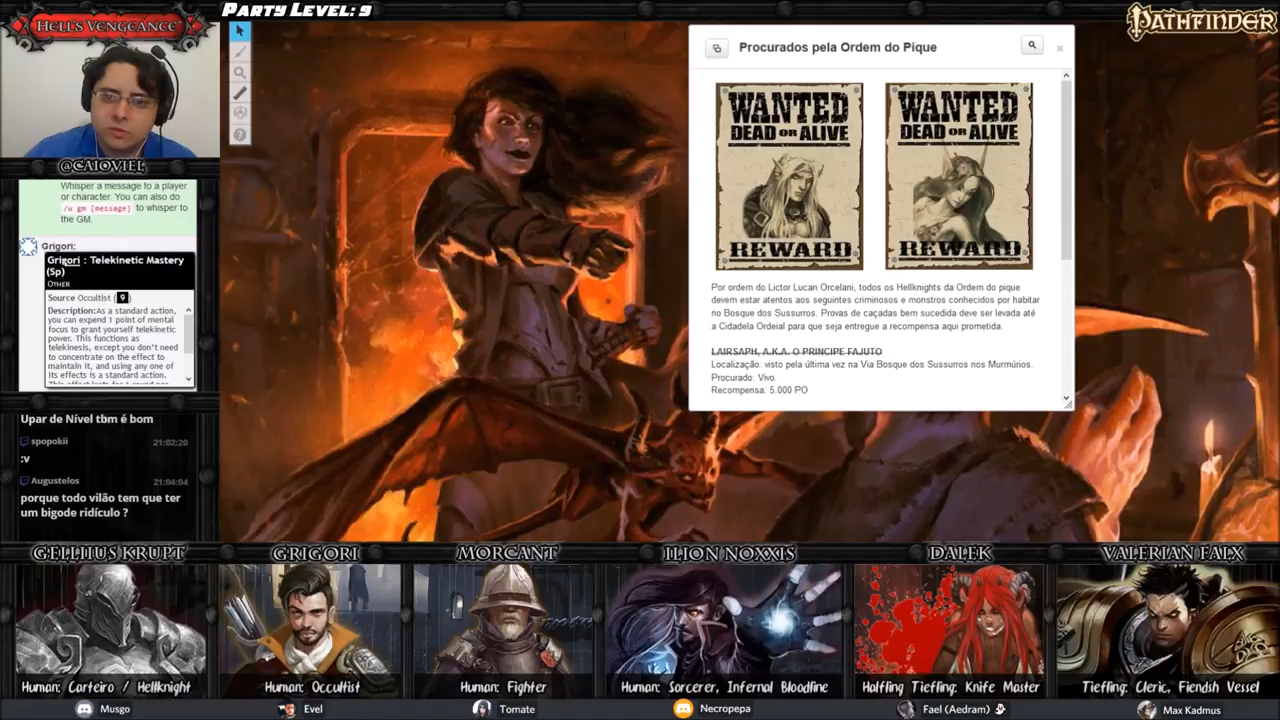 HELL'S VENGEANCE
PARTY LEVEL: 9
PATHFINDER
@CAIOVIEL
Whisper a message to a player
or character. You can also do
/w gm [message] to whisper to
the GM.
Grigori:
Grigori : Telekinetic Mastery
(Sp)
OTHER
Source Occultist (9)
Description:As a standard action,
you can expend 1 point of mental
focus to grant yourself telekinetic
power. This functions as
telekinesis, except you don't need
to concentrate on the effect to
maintain it, and using any one of
its effects is a standard action.
Upar de Nível tbm é bom
spopokii 21:02:20
:v
Augustelos 21:04:04
porque todo vilão tem que ter
um bigode ridículo ?
Procurados pela Ordem do Pique
WANTED
DEAD OR ALIVE
REWARD
WANTED
DEAD OR ALIVE
REWARD
Por ordem do Lictor Lucan Orcelani, todos os Hellknights da Ordem do pique
devem estar atentos aos seguintes criminosos e monstros conhecidos por habitar
no Bosque dos Sussurros. Provas de caçadas bem sucedida deve ser levada até
a Cidadela Ordeial para que seja entregue a recompensa aqui prometida.
LAIRSAPH, A.K.A. O PRINCIPE FAJUTO
Localização: visto pela última vez na Via Bosque dos Sussurros nos Murmúrios.
Procurado: Vivo.
Recompensa: 5.000 PO
GELLIUS KRUPT
GRIGORI
MORCANT
ILION NOXXIS
DALEK
VALERIAN FALX
Human: Carteiro / Hellknight
Human: Occultist
Human: Fighter
Human: Sorcerer, Infernal Bloodline
Halfling Tiefling: Knife Master
Tiefling: Cleric, Fiendsh Vessel
Musgo
Evel
Tomate
Necropepa
Fael (Aedram)
Max Kadmus